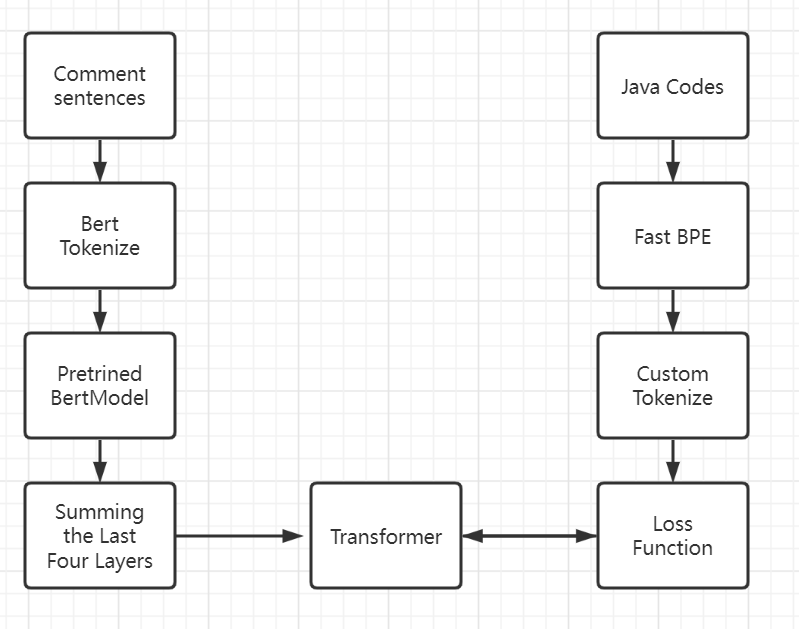 Comment
sentences
Bert
Tokenize
Pretrined
BertModel
Summing
the Last
Four Layers
Transformer
Java Codes
Fast BPE
Custom
Tokenize
Loss
Function